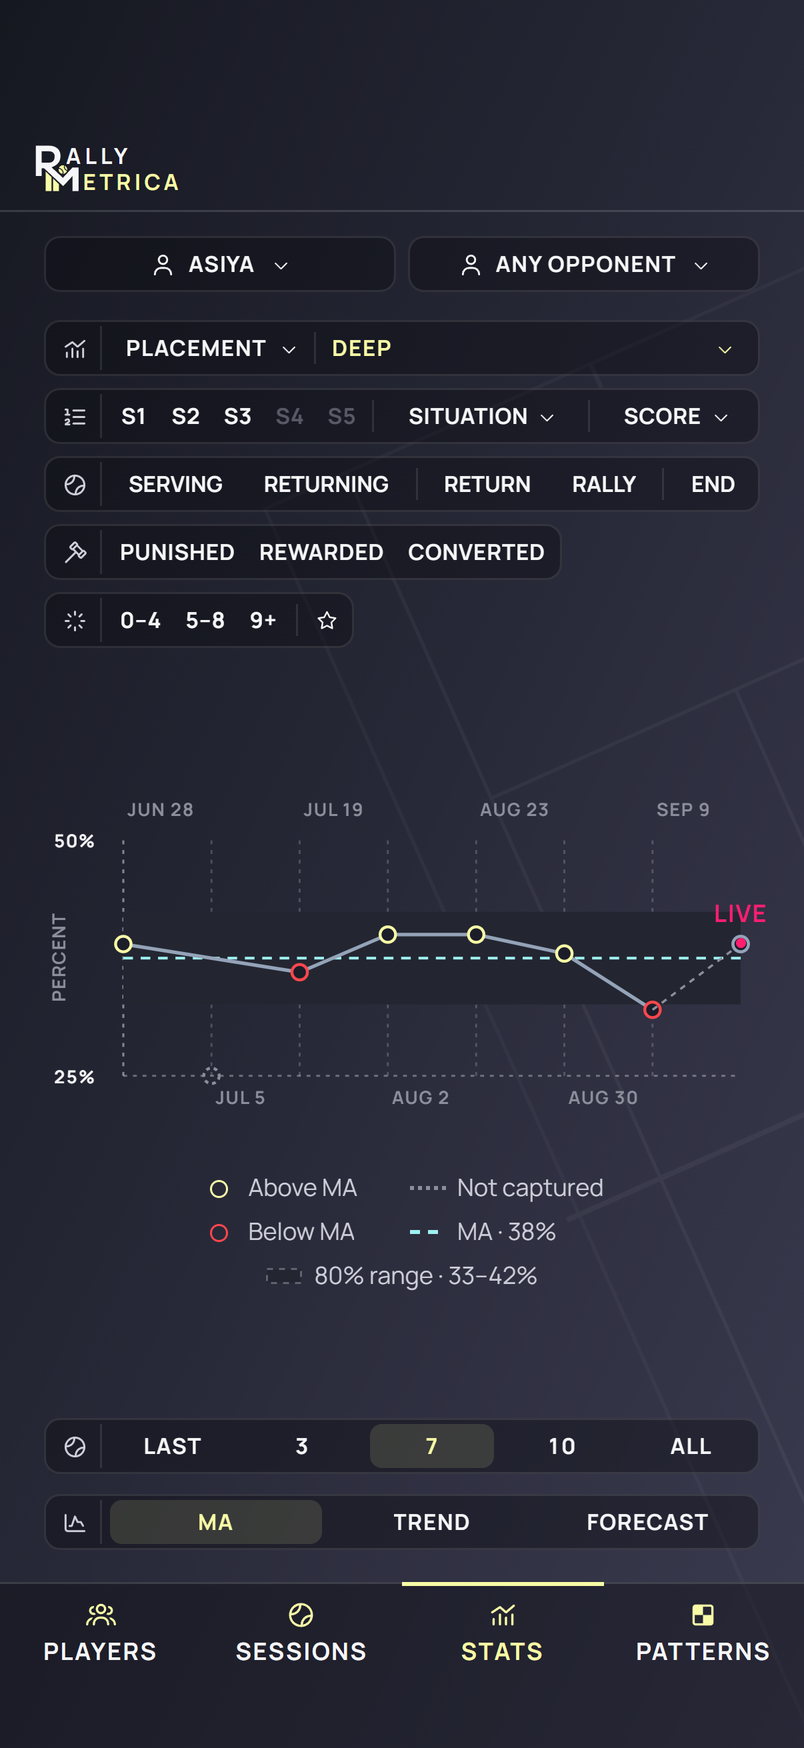 RALLY
METRICA
ASIYA
ANY OPPONENT
PLACEMENT DEEP
S1 S2 S3 S4 S5 SITUATION SCORE
SERVING RETURNING RETURN RALLY END
PUNISHED REWARDED CONVERTED
0–4 5–8 9+
JUN 28 JUL 19 AUG 23 SEP 9
50%
LIVE
PERCENT
25%
JUL 5 AUG 2 AUG 30
Above MA Not captured
Below MA MA · 38%
80% range · 33–42%
LAST 3 7 10 ALL
MA TREND FORECAST
PLAYERS SESSIONS STATS PATTERNS